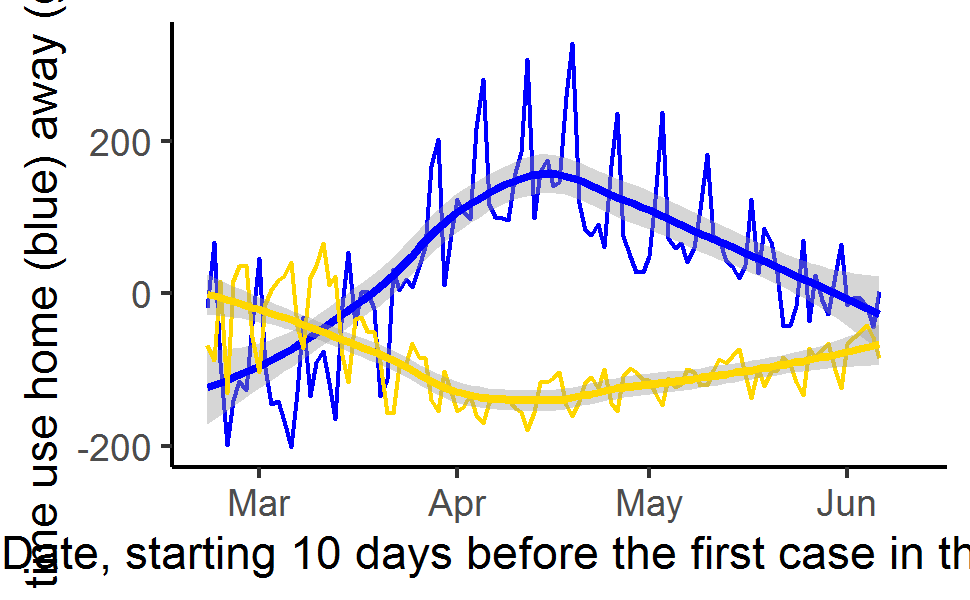 time use home (blue) away (
200
0
-200
Mar Apr May Jun
Date, starting 10 days before the first case in th